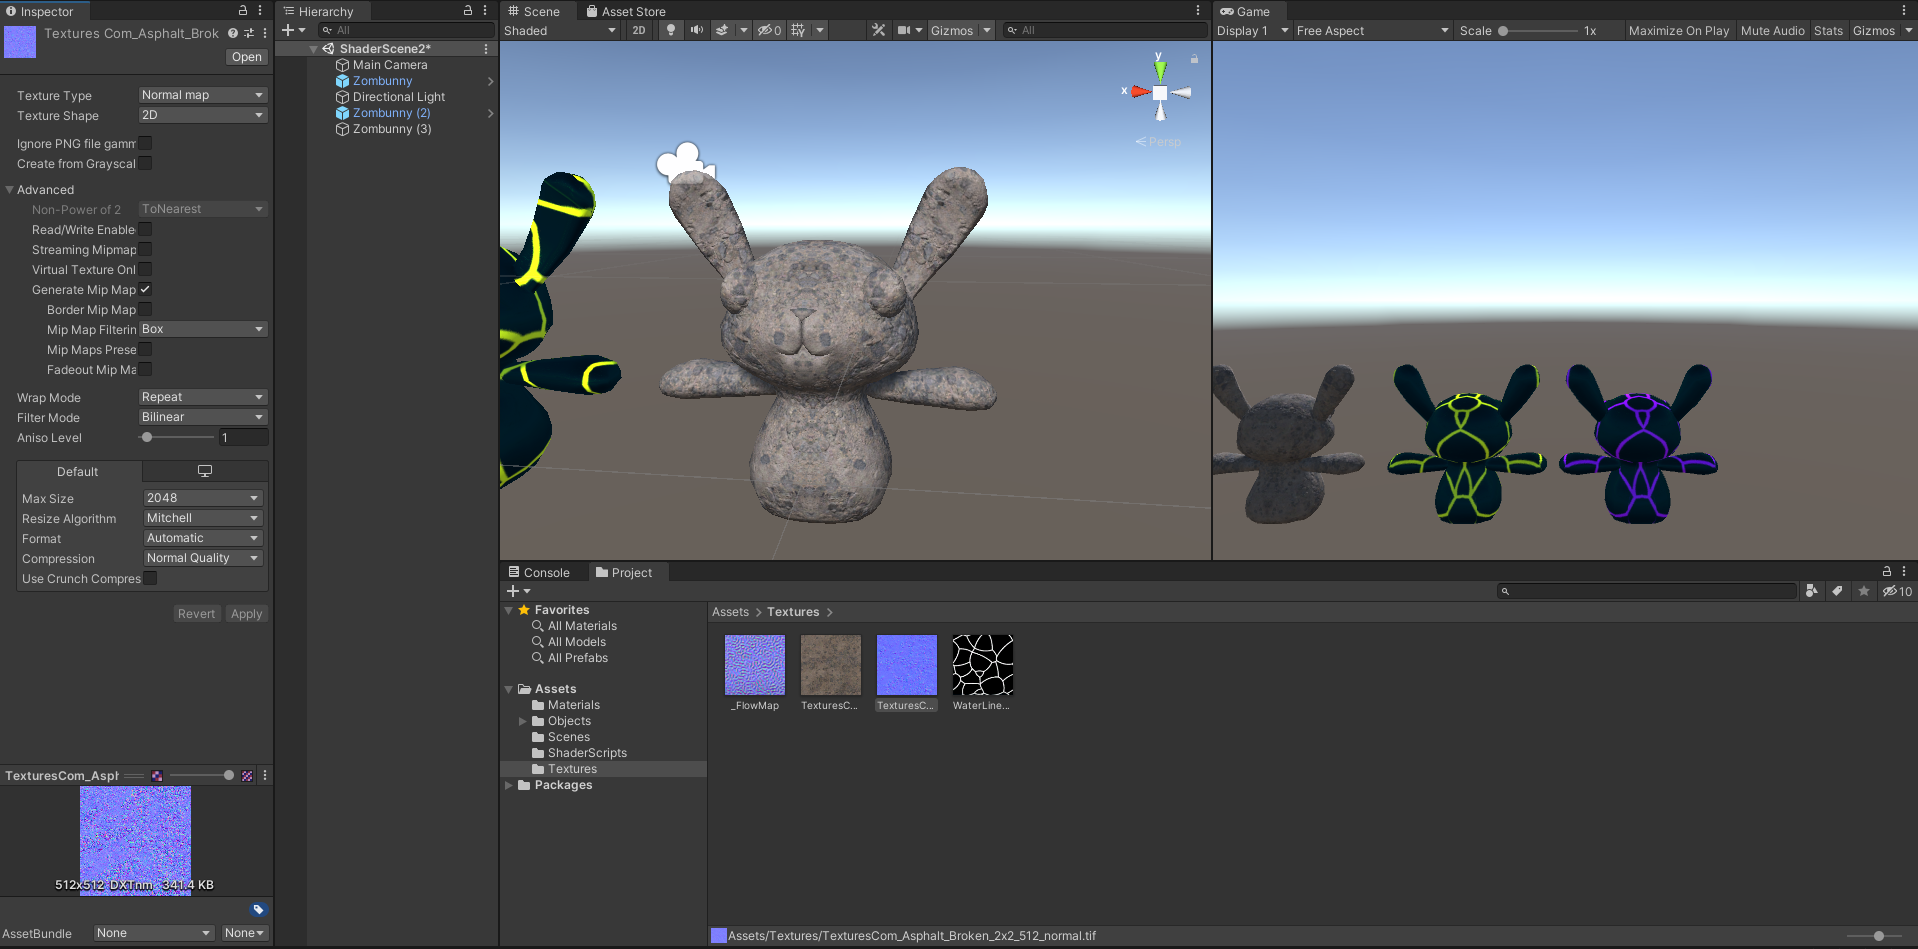 Inspector
Textures Com_Asphalt_Brok
Open
Texture Type Normal map
Texture Shape 2D
Ignore PNG file gamm
Create from Grayscal
Advanced
Non-Power of 2 ToNearest
Read/Write Enable
Streaming Mipmap
Virtual Texture Onl
Generate Mip Map
Border Mip Map
Mip Map Filterin Box
Mip Maps Prese
Fadeout Mip Ma
Wrap Mode Repeat
Filter Mode Bilinear
Aniso Level 1
Default
Max Size 2048
Resize Algorithm Mitchell
Format Automatic
Compression Normal Quality
Use Crunch Compres
Revert Apply
TexturesCom_Asph
512x512 DXTnm 341.4 KB
AssetBundle None None
Hierarchy
All
ShaderScene2*
Main Camera
Zombunny
Directional Light
Zombunny (2)
Zombunny (3)
Scene Asset Store
Shaded 2D 0 Gizmos All
y
x
Persp
Game
Display 1 Free Aspect Scale 1x Maximize On Play Mute Audio Stats Gizmos
Console Project
10
Favorites
All Materials
All Models
All Prefabs
Assets
Materials
Objects
Scenes
ShaderScripts
Textures
Packages
Assets > Textures >
_FlowMap TexturesC... TexturesC... WaterLine...
Assets/Textures/TexturesCom_Asphalt_Broken_2x2_512_normal.tif